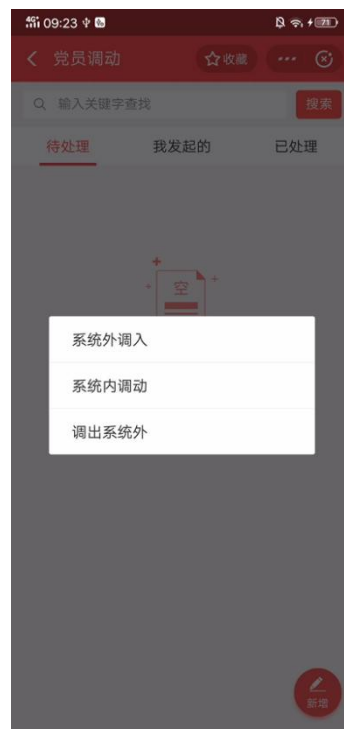 4G 09:23
71
党员调动
收藏
输入关键字查找
搜索
待处理
我发起的
已处理
空
系统外调入
系统内调动
调出系统外
新增